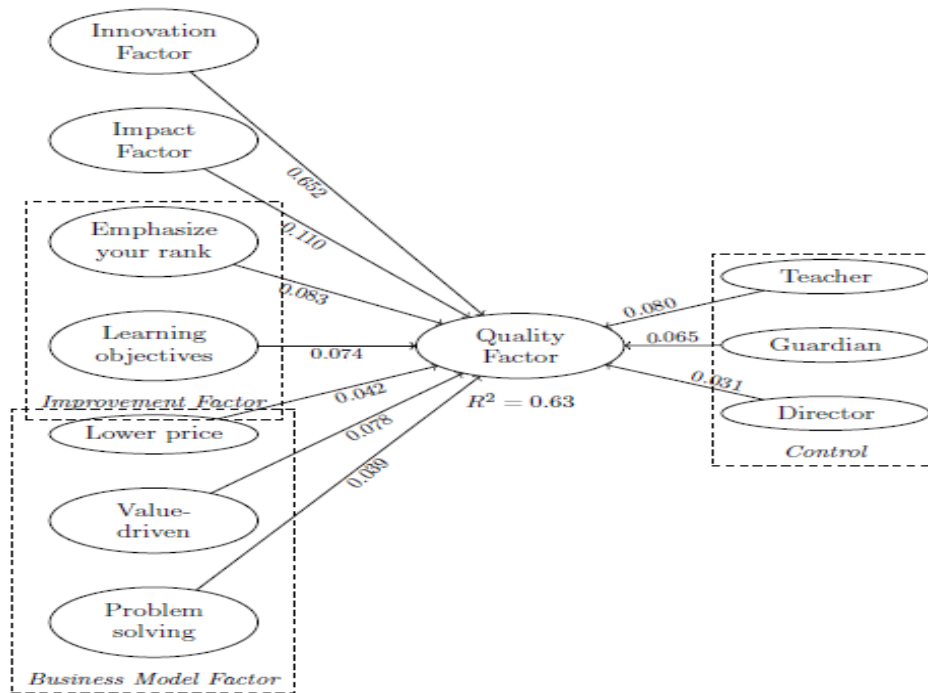 Innovation
Factor
Impact
Factor
Emphasize
your rank
Learning
objectives
Improvement Factor
Lower price
Value-
driven
Problem
solving
Business Model Factor
0.652
0.110
0.083
0.074
0.042
0.078
0.039
Quality
Factor
R² = 0.63
0.080
0.065
0.031
Teacher
Guardian
Director
Control